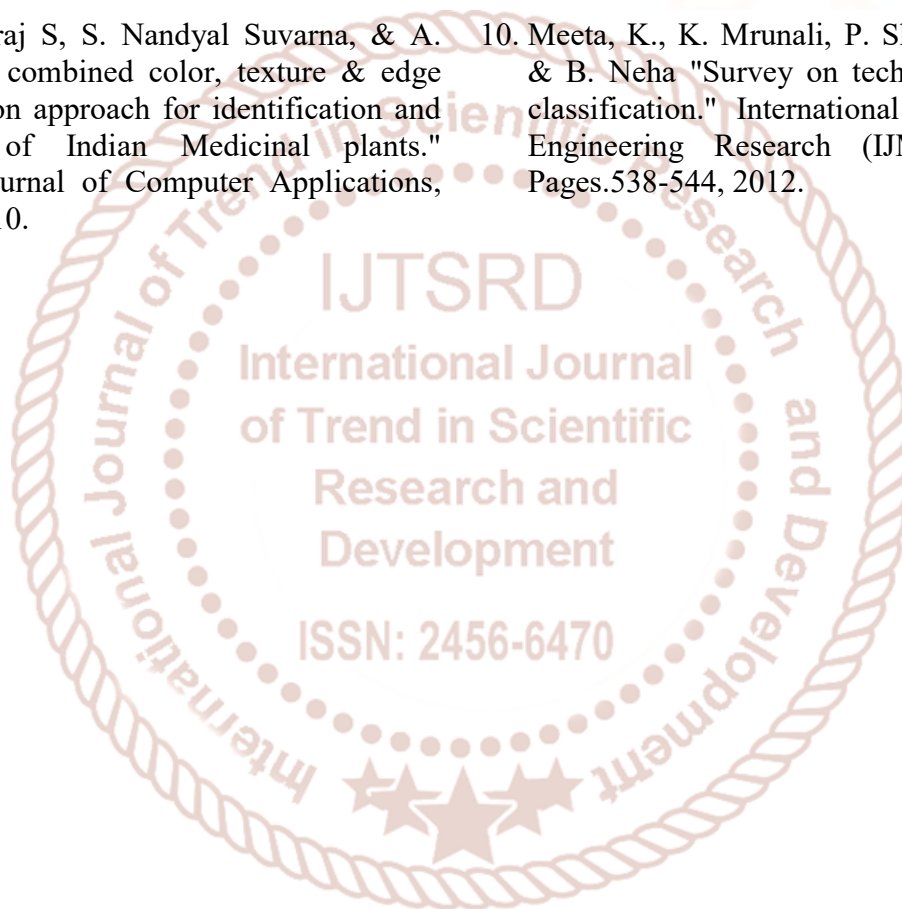 raj S, S. Nandyal Suvarna, & A.
combined color, texture & edge
on approach for identification and
of Indian Medicinal plants."
urnal of Computer Applications,
10.
10. Meeta, K., K. Mrunali, P.
& B. Neha "Survey on tech
classification." International
Engineering Research
Pages.538-544, 2012.
International Journal of Trend in Scientific Research and Development
IJTSRD
International Journal
of Trend in Scientific
Research and
Development
ISSN: 2456-6470